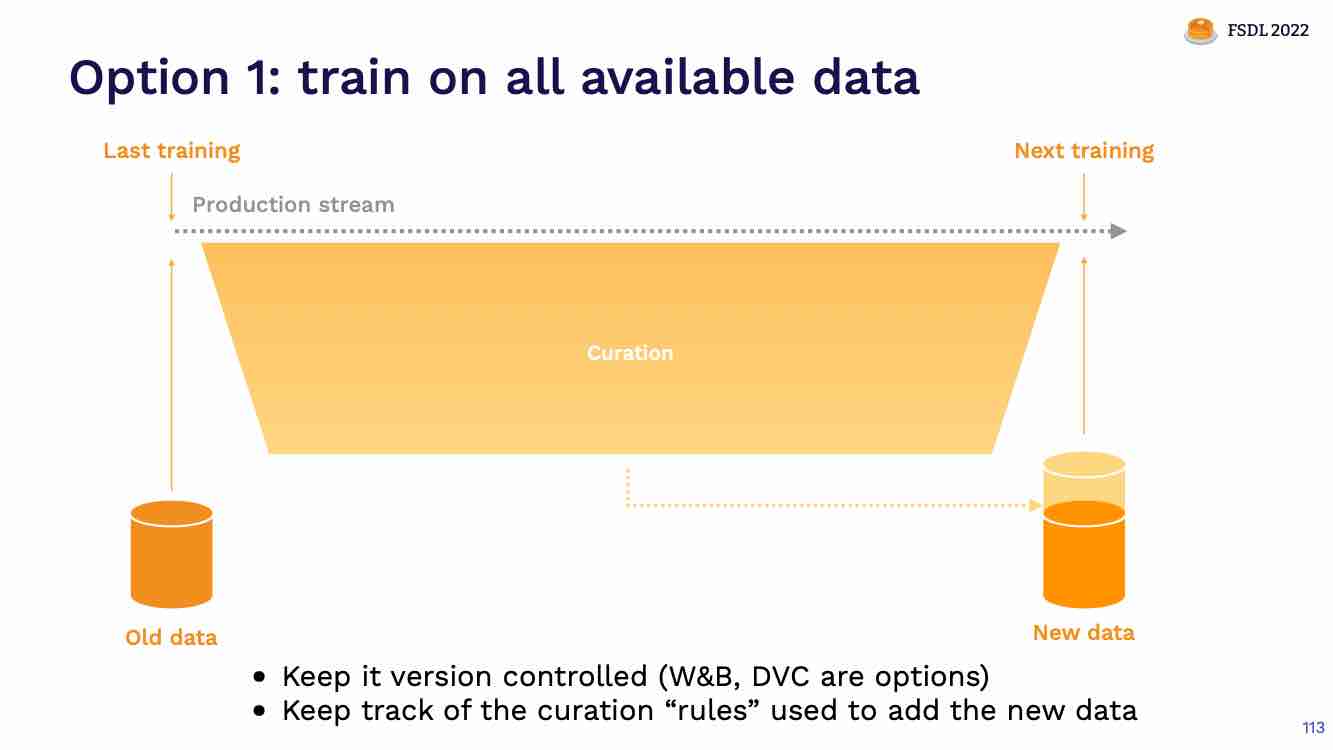 FSDL 2022
Option 1: train on all available data
Last training
Next training
Production stream
Curation
Old data
New data
• Keep it version controlled (W&B, DVC are options)
• Keep track of the curation “rules” used to add the new data
113